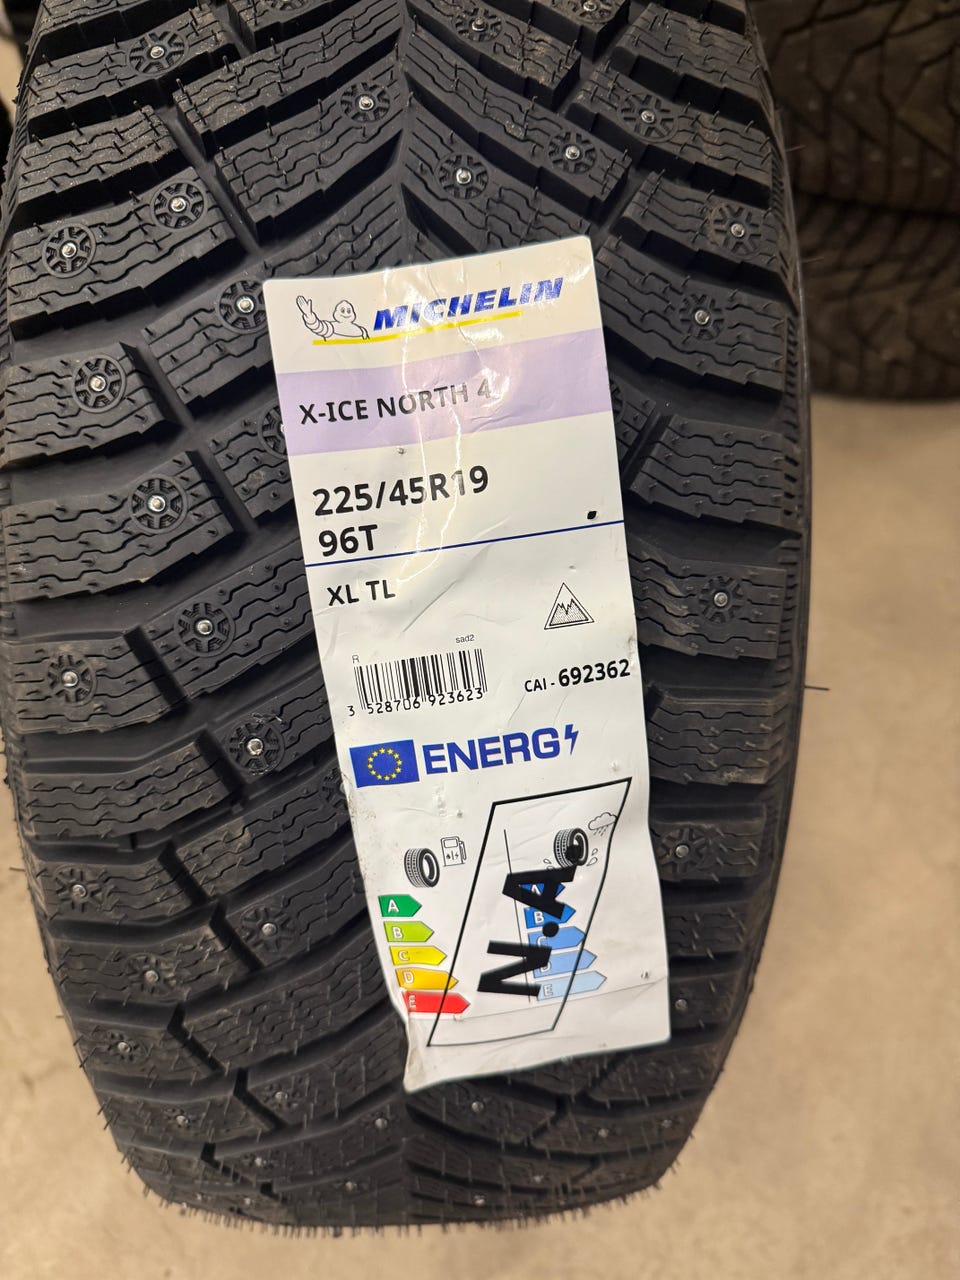 MICHELIN
X-ICE NORTH 4
225/45R19
96T
XL TL
sad2
R
3 528706 923623
CAI - 692362
ENERG
A
B
C
D
E
A
B
C
D
E
N.A.